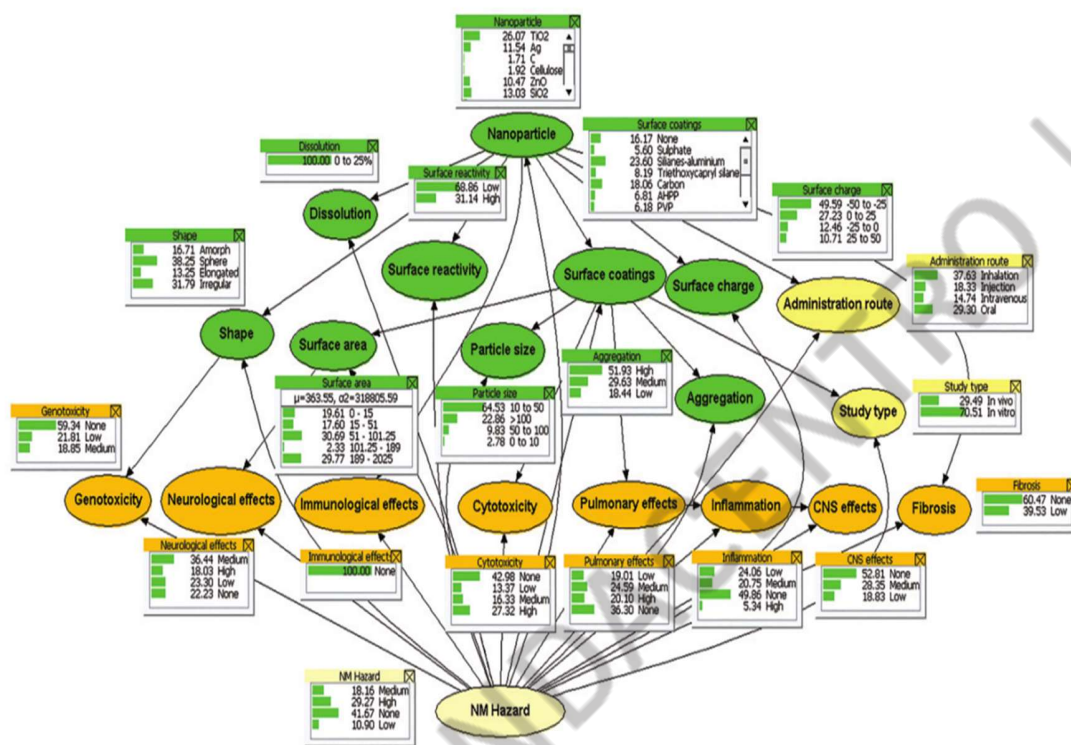 Nanoparticle
26.07 TiO2
11.54 Ag
1.71 C
1.92 Cellulose
10.47 ZnO
13.03 SiO2
Nanoparticle
Surface coatings
16.17 None
5.60 Sulphate
23.60 Silanes-aluminium
8.19 Triethoxycapryl silane
18.06 Carbon
6.81 AHPP
6.18 PVP
Dissolution
100.00 0 to 25%
Surface reactivity
68.86 Low
31.14 High
Surface charge
49.59 -50 to -25
27.23 0 to 25
12.46 -25 to 0
10.71 25 to 50
Dissolution
Shape
16.71 Amorph
38.25 Sphere
13.25 Elongated
31.79 Irregular
Surface reactivity
Surface coatings
Surface charge
Administration route
Administration route
37.63 Inhalation
18.33 Injection
14.74 Intravenous
29.30 Oral
Shape
Surface area
Particle size
Aggregation
51.93 High
29.63 Medium
18.44 Low
Surface area
µ=363.55, σ2=318805.59
19.61 0 - 15
17.60 15 - 51
30.69 51 - 101.25
2.33 101.25 - 189
29.77 189 - 2025
Particle size
64.53 10 to 50
22.86 >100
9.83 50 to 100
2.78 0 to 10
Aggregation
Study type
Study type
29.49 In vivo
70.51 In vitro
Genotoxicity
59.34 None
21.81 Low
18.85 Medium
Genotoxicity
Neurological effects
Immunological effects
Cytotoxicity
Pulmonary effects
Inflammation
CNS effects
Fibrosis
Fibrosis
60.47 None
39.53 Low
Neurological effects
36.44 Medium
18.03 High
23.30 Low
22.23 None
Immunological effects
100.00 None
Cytotoxicity
42.98 None
13.37 Low
16.33 Medium
27.32 High
Pulmonary effects
19.01 Low
24.59 Medium
20.10 High
36.30 None
Inflammation
24.06 Low
20.75 Medium
49.86 None
5.34 High
CNS effects
52.81 None
28.35 Medium
18.83 Low
NM Hazard
18.16 Medium
29.27 High
41.67 None
10.90 Low
NM Hazard